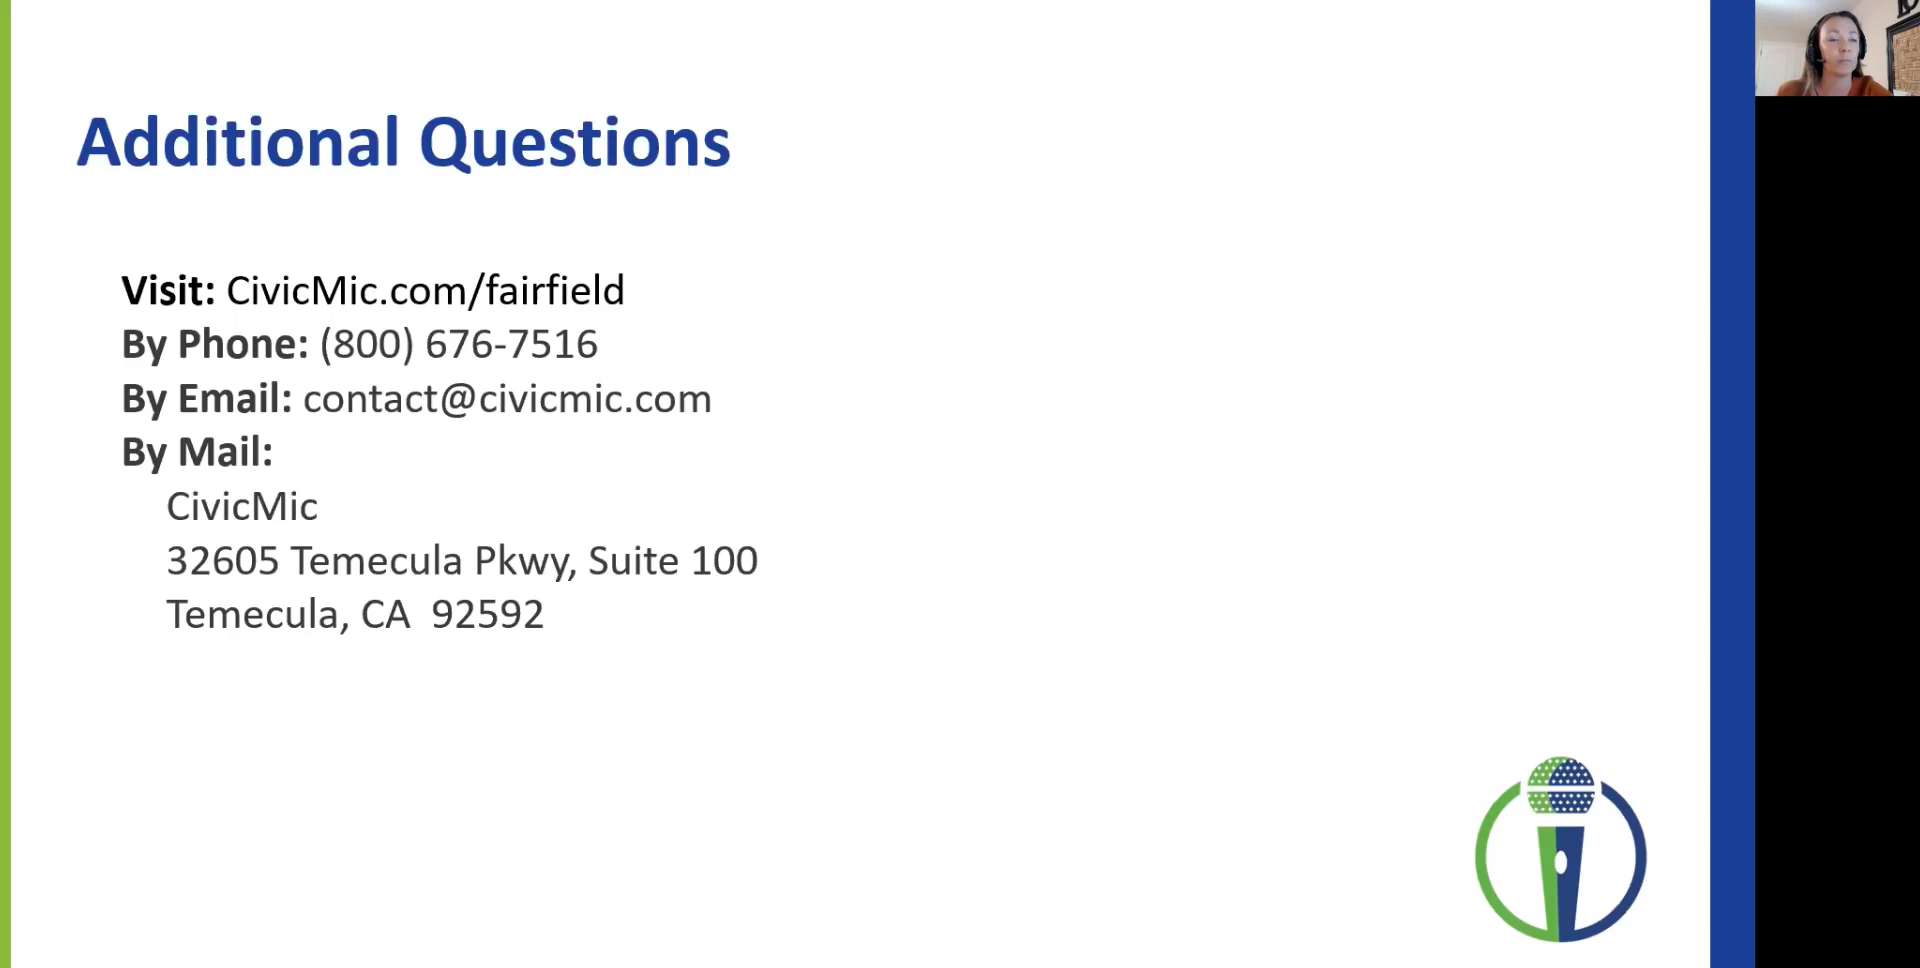 Additional Questions
Visit: CivicMic.com/fairfield
By Phone: (800) 676-7516
By Email: contact@civicmic.com
By Mail:
CivicMic
32605 Temecula Pkwy, Suite 100
Temecula, CA  92592